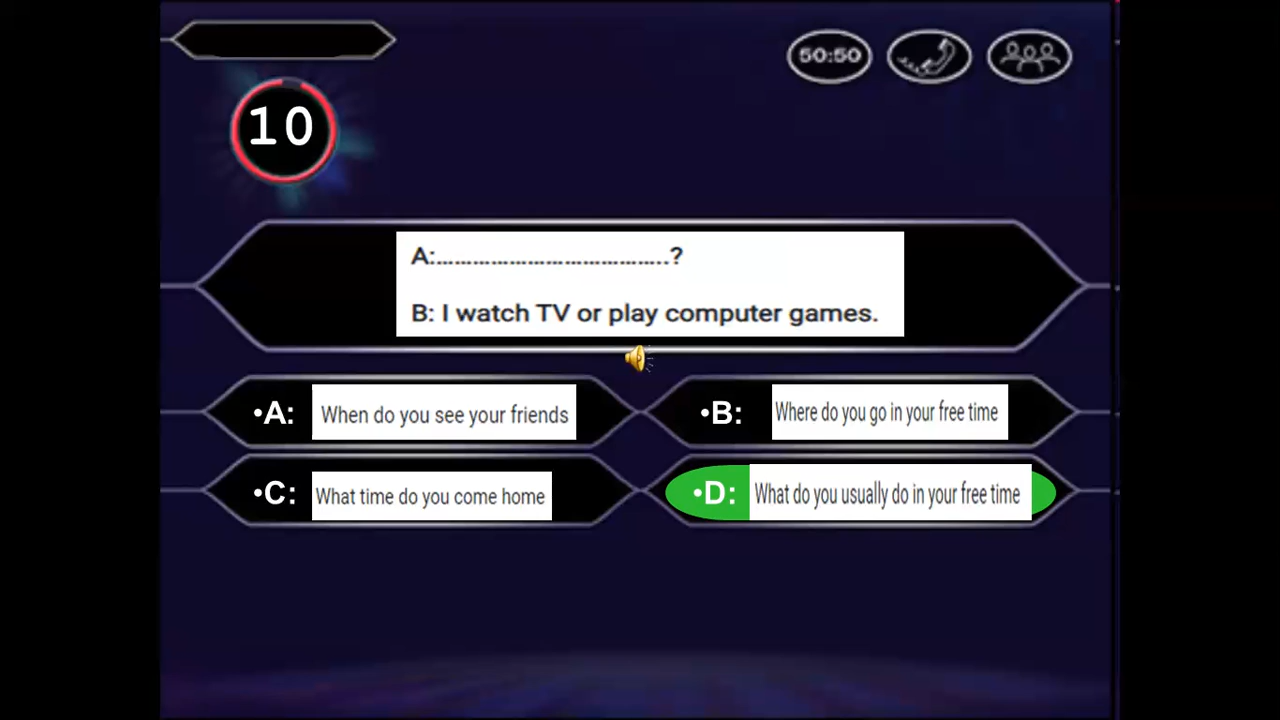 50:50
10
A:…………………………………..?
B: I watch TV or play computer games.
•A: When do you see your friends
•B: Where do you go in your free time
•C: What time do you come home
•D: What do you usually do in your free time